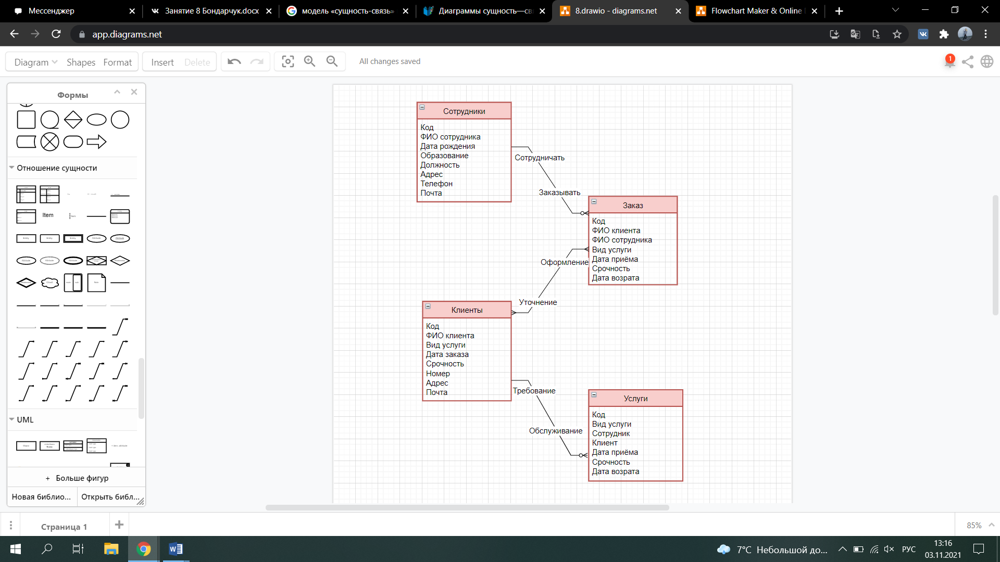 Мессенджер
Занятие 8 Бондарчук.docx
модель «сущность-связь»
Диаграммы сущность—свя
8.drawio - diagrams.net
Flowchart Maker & Online
app.diagrams.net
Diagram
Shapes
Format
Insert
Delete
All changes saved
1
Формы
Отношение сущности
Item
UML
+ Больше фигур
Новая библио...
Открыть библ...
Сотрудники
Код
ФИО сотрудника
Дата рождения
Образование
Должность
Адрес
Телефон
Почта
Сотрудничать
Заказывать
Заказ
Код
ФИО клиента
ФИО сотрудника
Вид услуги
Дата приёма
Срочность
Дата возрата
Оформление
Уточнение
Клиенты
Код
ФИО клиента
Вид услуги
Дата заказа
Срочность
Номер
Адрес
Почта
Требование
Обслуживание
Услуги
Код
Вид услуги
Сотрудник
Клиент
Дата приёма
Срочность
Дата возрата
Страница 1
85%
7°C Небольшой до...
РУС
13:16
03.11.2021